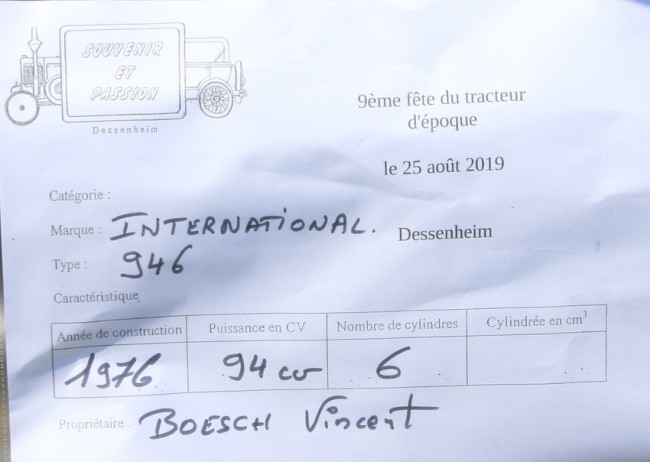 SOUVENIR
ET
PASSION
Dessenheim
9ème fête du tracteur
d'époque
le 25 août 2019
Catégorie :
Marque : INTERNATIONAL.
Dessenheim
Type : 946
Caractéristique
Année de construction Puissance en CV Nombre de cylindres Cylindrée en cm³
1976 94 cv 6
Propriétaire : BOESCH Vincent